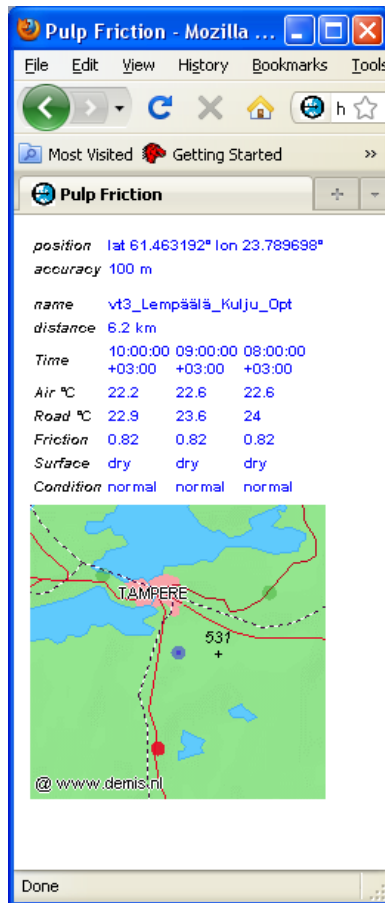 Pulp Friction - Mozilla ...
File Edit View History Bookmarks Tools
h
Most Visited Getting Started »
Pulp Friction
position lat 61.463192° lon 23.789698°
accuracy 100 m
name vt3_Lempäälä_Kulju_Opt
distance 6.2 km
Time 10:00:00 +03:00 09:00:00 +03:00 08:00:00 +03:00
Air °C 22.2 22.6 22.6
Road °C 22.9 23.6 24
Friction 0.82 0.82 0.82
Surface dry dry dry
Condition normal normal normal
TAMPERE
531
@ www.demis.nl
Done